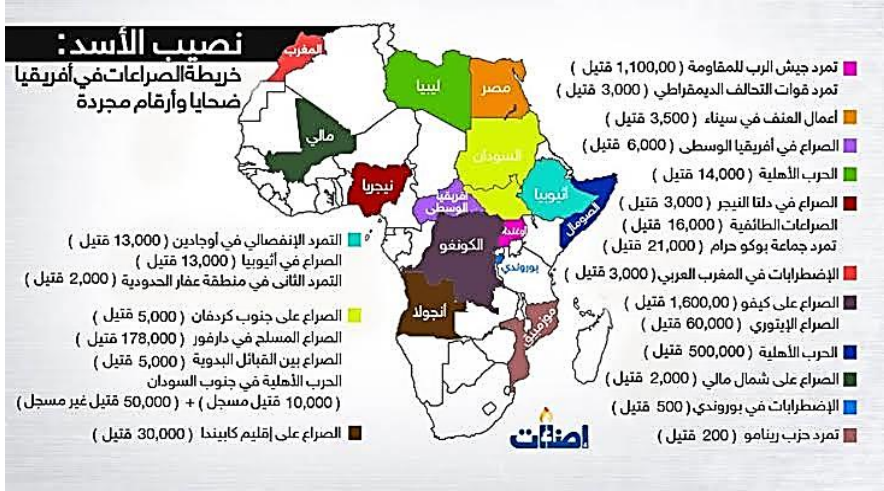 نصيب الأسد:
خريطة الصراعات في أفريقيا
ضحايا وأرقام مجردة
المغرب
ليبيا
مصر
مالي
السودان
نيجريا
أثيوبيا
أفريقيا
الوسطى
الصومال
أوغندا
الكونغو
بوروندي
أنجولا
موزمبيق
تمرد جيش الرب للمقاومة ( 1,100,00 قتيل )
تمرد قوات التحالف الديمقراطي ( 3,000 قتيل )
أعمال العنف في سيناء ( 3,500 قتيل )
الصراع في أفريقيا الوسطى ( 6,000 قتيل )
الحرب الأهلية ( 14,000 قتيل )
الصراع في دلتا النيجر ( 3,000 قتيل )
الصراعات الطائفية ( 16,000 قتيل )
تمرد جماعة بوكو حرام ( 21,000 قتيل )
الإضطرابات في المغرب العربي ( 3,000 قتيل )
الصراع على كيفو ( 1,600,00 قتيل )
الصراع الإيتوري ( 60,000 قتيل )
الحرب الأهلية ( 500,000 قتيل )
الصراع على شمال مالي ( 2,000 قتيل )
الإضطرابات في بوروندي ( 500 قتيل )
تمرد حزب رينامو ( 200 قتيل )
التمرد الإنفصالي في أوجادين ( 13,000 قتيل )
الصراع في أثيوبيا ( 13,000 قتيل )
التمرد الثانى في منطقة عفار الحدودية ( 2,000 قتيل )
الصراع على جنوب كردفان ( 5,000 قتيل )
الصراع المسلح في دارفور ( 178,000 قتيل )
الصراع بين القبائل البدوية ( 5,000 قتيل )
الحرب الأهلية في جنوب السودان
( 10,000 قتيل مسجل ) + ( 50,000 قتيل غير مسجل )
الصراع على إقليم كابيندا ( 30,000 قتيل )
إضاءات